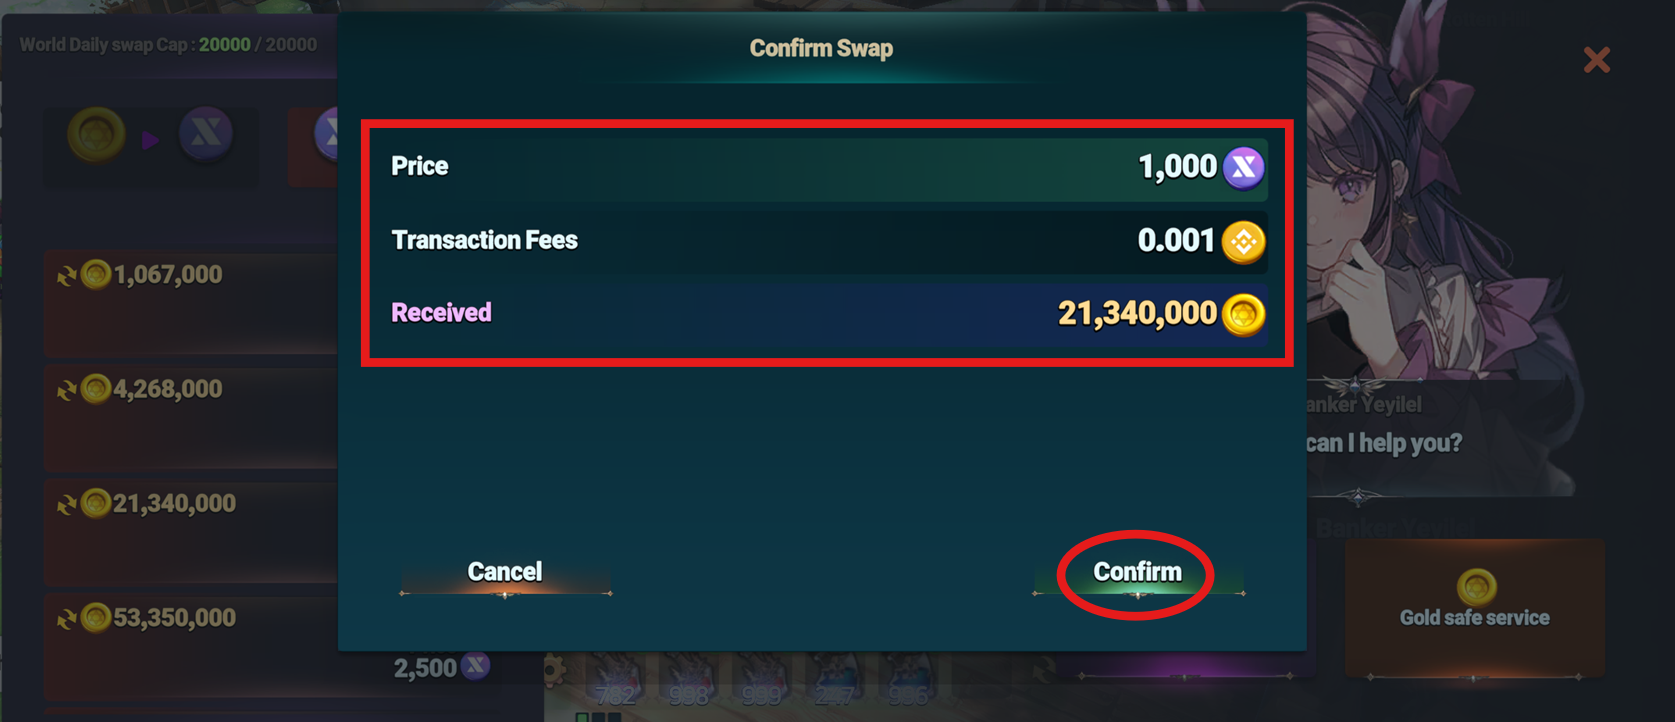 World Daily swap Cap : 20000 / 20000
Confirm Swap
Price
1,000
Transaction Fees
0.001
Received
21,340,000
Cancel
Confirm
1,067,000
4,268,000
21,340,000
53,350,000
2,500
anker Yeyilel
can I help you?
Banker Yeyilel
Gold safe service
782
998
999
247
996